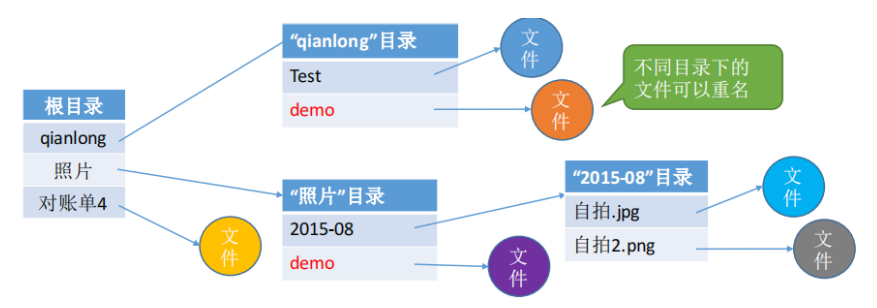 “qianlong”目录
Test
demo
文
件
文
件
不同目录下的
文件可以重名
根目录
qianlong
照片
对账单4
文
件
“照片”目录
2015-08
demo
文
件
“2015-08”目录
自拍.jpg
自拍2.png
文
件
文
件